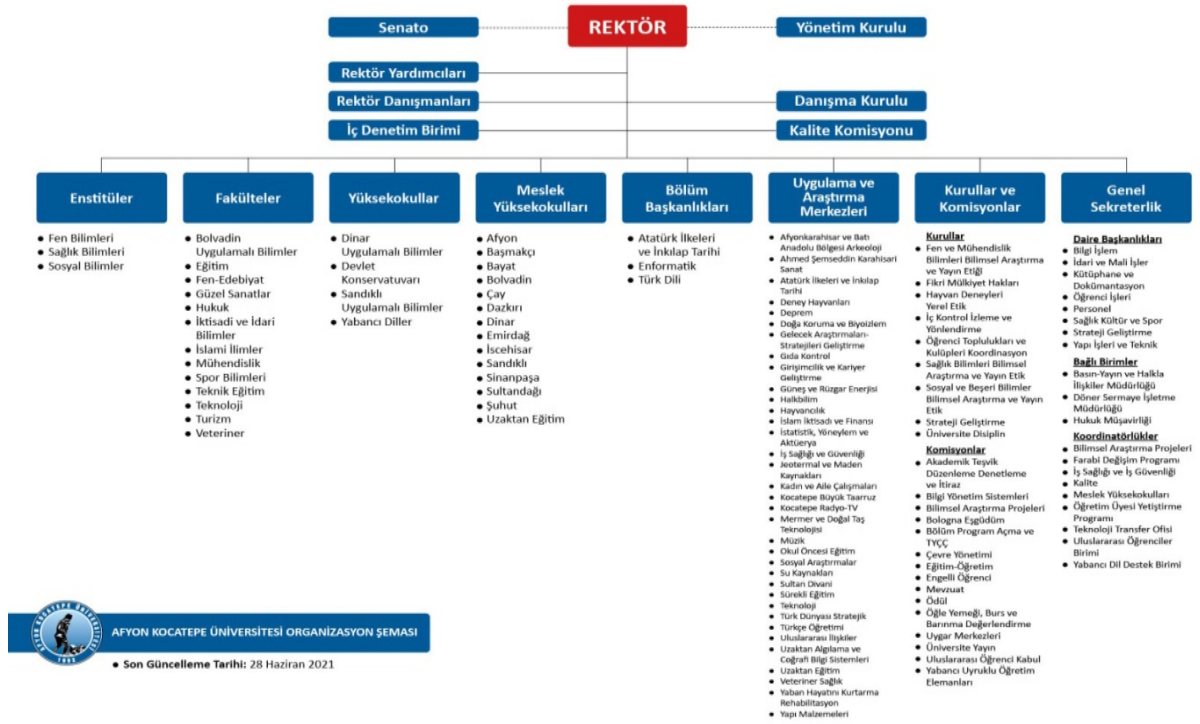 Senato
REKTÖR
Yönetim Kurulu
Rektör Yardımcıları
Rektör Danışmanları
Danışma Kurulu
İç Denetim Birimi
Kalite Komisyonu
Enstitüler
• Fen Bilimleri
• Sağlık Bilimleri
• Sosyal Bilimler
Fakülteler
• Bolvadin
Uygulamalı Bilimler
• Eğitim
• Fen-Edebiyat
• Güzel Sanatlar
• Hukuk
• İktisadi ve İdari
Bilimler
• İslami İlimler
• Mühendislik
• Spor Bilimleri
• Teknik Eğitim
• Teknoloji
• Turizm
• Veteriner
Yüksekokullar
• Dinar
Uygulamalı Bilimler
• Devlet
Konservatuvarı
• Sandıklı
Uygulamalı Bilimler
• Yabancı Diller
Meslek
Yüksekokulları
• Afyon
• Başmakçı
• Bayat
• Bolvadin
• Çay
• Dazkırı
• Dinar
• Emirdağ
• İscehisar
• Sandıklı
• Sinanpaşa
• Sultandağı
• Şuhut
• Uzaktan Eğitim
Bölüm
Başkanlıkları
• Atatürk İlkeleri
ve İnkılap Tarihi
• Enformatik
• Türk Dili
Uygulama ve
Araştırma
Merkezleri
• Afyonkarahisar ve Batı
Anadolu Bölgesi Arkeoloji
• Ahmed Şemseddin Karahisari
Sanat
• Atatürk İlkeleri ve İnkılap
Tarihi
• Deney Hayvanları
• Deprem
• Doğa Koruma ve Biyoizlem
• Gelecek Araştırmaları-
Stratejileri Geliştirme
• Gıda Kontrol
• Girişimcilik ve Kariyer
Geliştirme
• Güneş ve Rüzgar Enerjisi
• Halkbilim
• Hayvancılık
• İslam İktisadı ve Finansı
• İstatistik, Yöneylem ve
Aktüerya
• İş Sağlığı ve Güvenliği
• Jeotermal ve Maden
Kaynakları
• Kadın ve Aile Çalışmaları
• Kocatepe Büyük Taarruz
• Kocatepe Radyo-TV
• Mermer ve Doğal Taş
Teknolojisi
• Müzik
• Okul Öncesi Eğitim
• Sosyal Araştırmalar
• Su Kaynakları
• Sultan Divani
• Sürekli Eğitim
• Teknoloji
• Türk Dünyası Stratejik
• Türkçe Öğretimi
• Uluslararası İlişkiler
• Uzaktan Algılama ve
Coğrafi Bilgi Sistemleri
• Uzaktan Eğitim
• Veteriner Sağlık
• Yaban Hayatını Kurtarma
Rehabilitasyon
• Yapı Malzemeleri
Kurullar ve
Komisyonlar
Kurullar
• Fen ve Mühendislik
Bilimleri Bilimsel Araştırma
ve Yayın Etiği
• Fikri Mülkiyet Hakları
• Hayvan Deneyleri
Yerel Etik
• İç Kontrol İzleme ve
Yönlendirme
• Öğrenci Toplulukları ve
Kulüpleri Koordinasyon
• Sağlık Bilimleri Bilimsel
Araştırma ve Yayın Etik
• Sosyal ve Beşeri Bilimler
Bilimsel Araştırma ve Yayın
Etik
• Strateji Geliştirme
• Üniversite Disiplin
Komisyonlar
• Akademik Teşvik
Düzenleme Denetleme
ve İtiraz
• Bilgi Yönetim Sistemleri
• Bilimsel Araştırma Projeleri
• Bologna Eşgüdüm
• Bölüm Program Açma ve
TYÇÇ
• Çevre Yönetimi
• Eğitim-Öğretim
• Engelli Öğrenci
• Mevzuat
• Ödül
• Öğle Yemeği, Burs ve
Barınma Değerlendirme
• Uygar Merkezleri
• Üniversite Yayın
• Uluslararası Öğrenci Kabul
• Yabancı Uyruklu Öğretim
Elemanları
Genel
Sekreterlik
Daire Başkanlıkları
• Bilgi İşlem
• İdari ve Mali İşler
• Kütüphane ve
Dokümantasyon
• Öğrenci İşleri
• Personel
• Sağlık Kültür ve Spor
• Strateji Geliştirme
• Yapı İşleri ve Teknik
Bağlı Birimler
• Basın-Yayın ve Halkla
İlişkiler Müdürlüğü
• Döner Sermaye İşletme
Müdürlüğü
• Hukuk Müşavirliği
Koordinatörlükler
• Bilimsel Araştırma Projeleri
• Farabi Değişim Programı
• İş Sağlığı ve İş Güvenliği
• Kalite
• Meslek Yüksekokulları
• Öğretim Üyesi Yetiştirme
Programı
• Teknoloji Transfer Ofisi
• Uluslararası Öğrenciler
Birimi
• Yabancı Dil Destek Birimi
AFYON KOCATEPE ÜNİVERSİTESİ
1992
AFYON KOCATEPE ÜNİVERSİTESİ ORGANİZASYON ŞEMASI
• Son Güncelleme Tarihi: 28 Haziran 2021